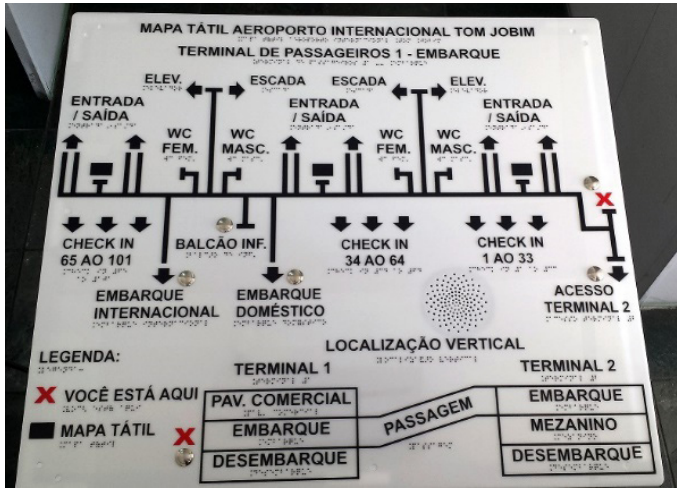 MAPA TÁTIL AEROPORTO INTERNACIONAL TOM JOBIM
TERMINAL DE PASSAGEIROS 1 - EMBARQUE
ELEV.
ESCADA
ESCADA
ELEV.
ENTRADA
/ SAÍDA
ENTRADA
/ SAÍDA
ENTRADA
/ SAÍDA
WC
FEM.
WC
MASC.
WC
FEM.
WC
MASC.
X
CHECK IN
65 AO 101
BALCÃO INF.
CHECK IN
34 AO 64
CHECK IN
1 AO 33
EMBARQUE
INTERNACIONAL
EMBARQUE
DOMÉSTICO
ACESSO
TERMINAL 2
LOCALIZAÇÃO VERTICAL
LEGENDA:
X VOCÊ ESTÁ AQUI
MAPA TÁTIL
X
TERMINAL 1
PAV. COMERCIAL
EMBARQUE
DESEMBARQUE
PASSAGEM
TERMINAL 2
EMBARQUE
MEZANINO
DESEMBARQUE